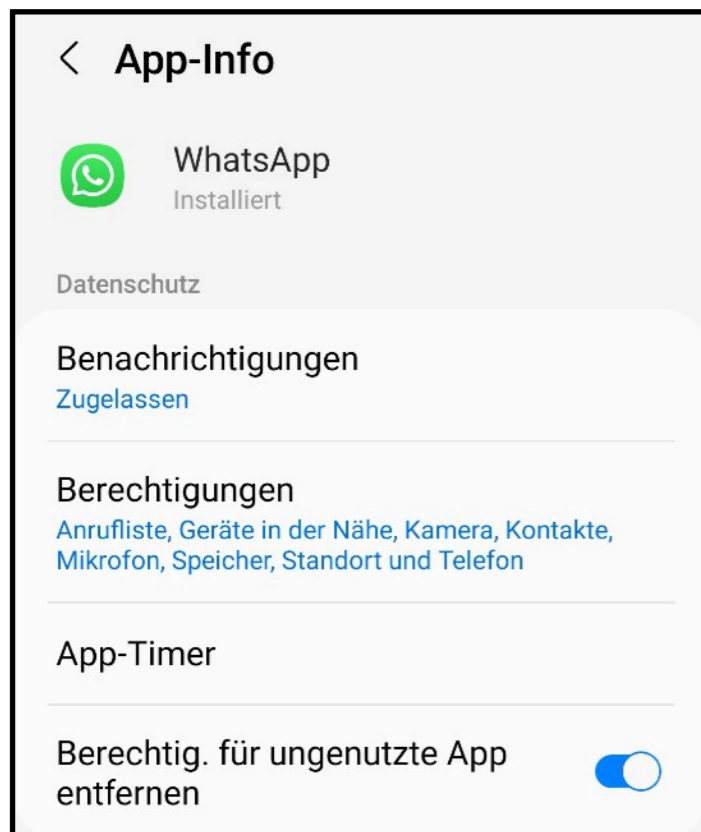 App-Info
WhatsApp
Installiert
Datenschutz
Benachrichtigungen
Zugelassen
Berechtigungen
Anrufliste, Geräte in der Nähe, Kamera, Kontakte,
Mikrofon, Speicher, Standort und Telefon
App-Timer
Berechtig. für ungenutzte App
entfernen